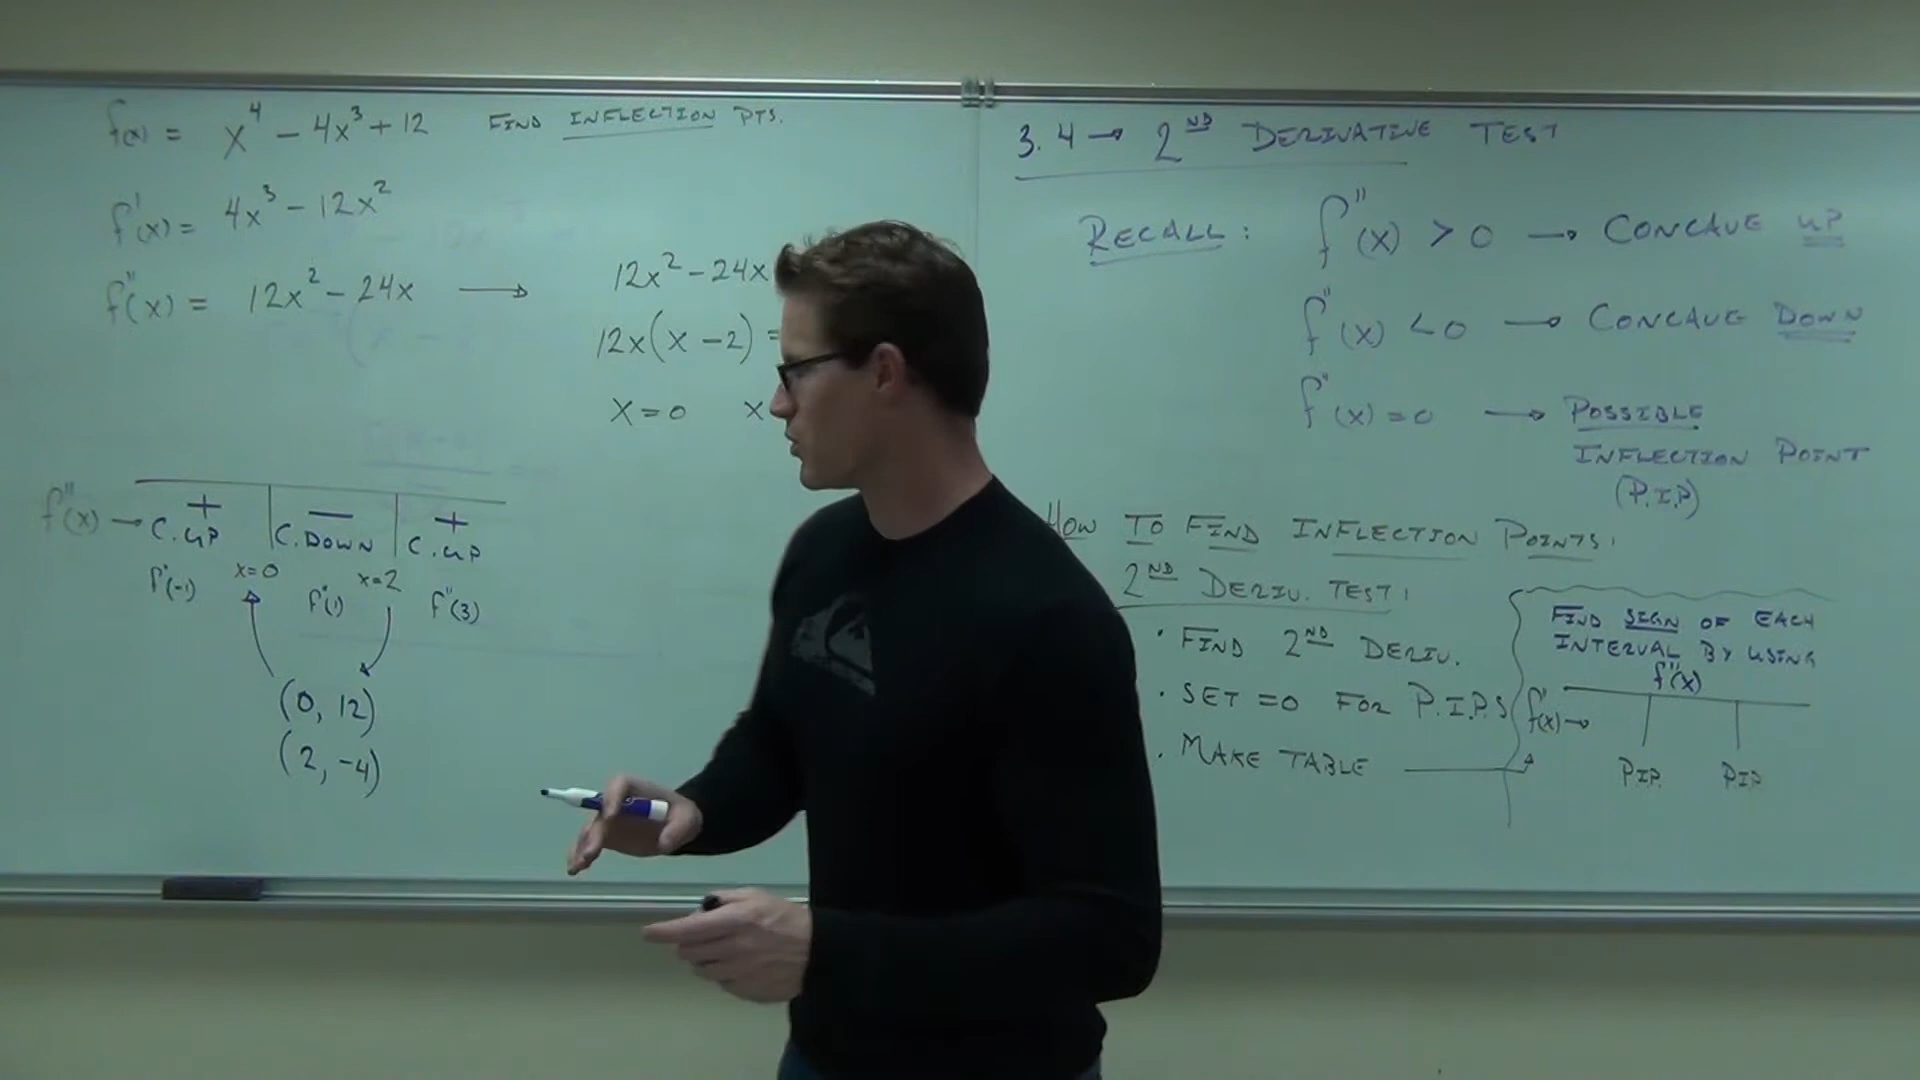 f(x) = x⁴ - 4x³ + 12   FIND INFLECTION PTS.
f'(x) = 4x³ - 12x²
f''(x) = 12x² - 24x →
12x² - 24x
12x(x - 2) =
x = 0   x
f''(x) → + | - | +
C. UP | C. DOWN | C. UP
x=0   x=2
f''(-1)   f''(1)   f''(3)
(0, 12)
(2, -4)
3.4 → 2ND DERIVATIVE TEST
RECALL: f''(x) > 0 → CONCAVE UP
f''(x) < 0 → CONCAVE DOWN
f''(x) = 0 → POSSIBLE
INFLECTION POINT
(P.I.P)
HOW TO FIND INFLECTION POINTS:
2ND DERIV. TEST:
· FIND 2ND DERIV.
· SET =0 FOR P.I.P.S
· MAKE TABLE →
FIND SIGN OF EACH
INTERVAL BY USING
f''(x)
f''(x) →
P.I.P.   P.I.P